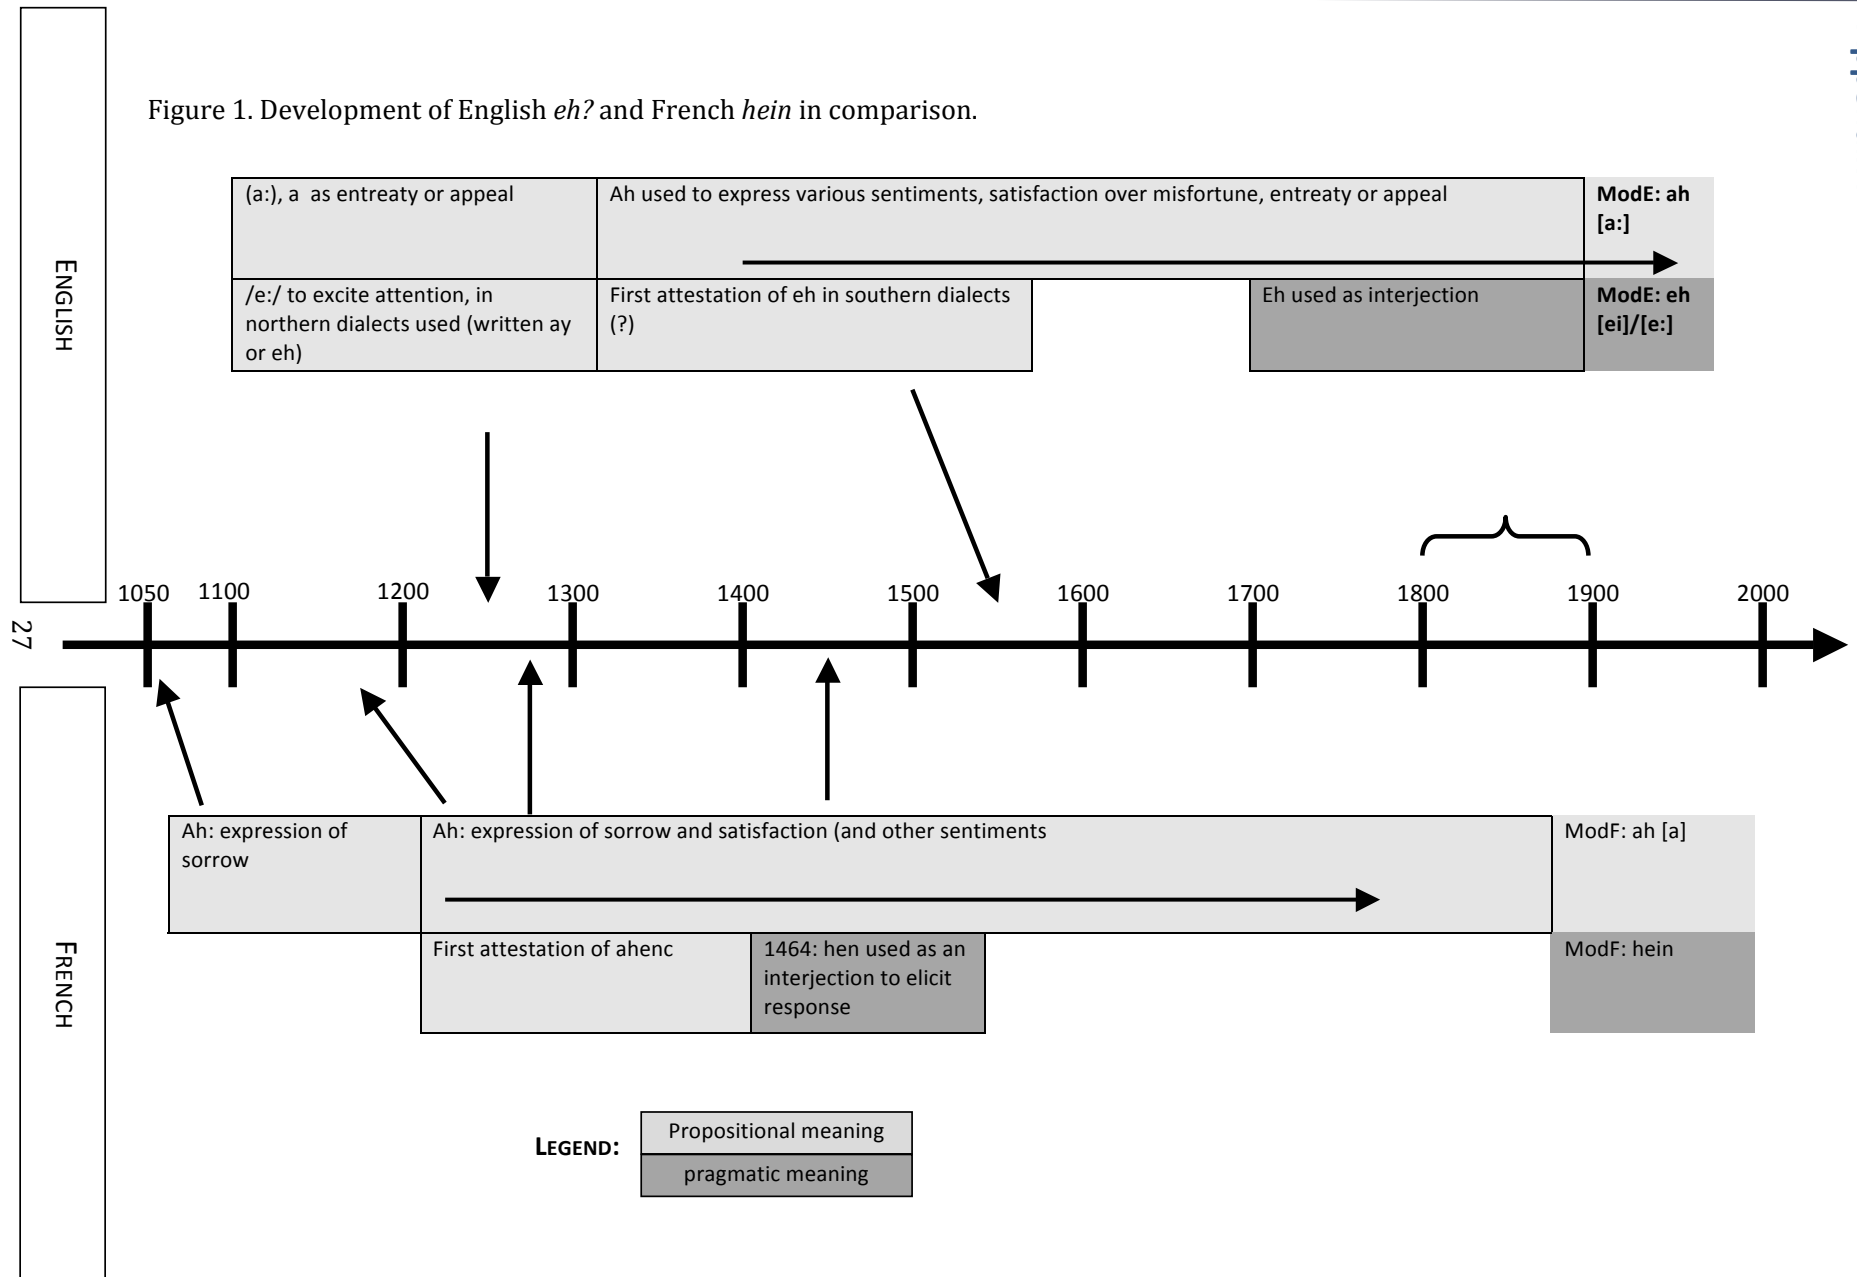 Figure 1. Development of English eh? and French hein in comparison.
ENGLISH
(a:), a as entreaty or appeal
Ah used to express various sentiments, satisfaction over misfortune, entreaty or appeal
ModE: ah
[a:]
/e:/ to excite attention, in
northern dialects used (written ay
or eh)
First attestation of eh in southern dialects
(?)
Eh used as interjection
ModE: eh
[ei]/[e:]
1050 1100 1200 1300 1400 1500 1600 1700 1800 1900 2000
27
FRENCH
Ah: expression of
sorrow
Ah: expression of sorrow and satisfaction (and other sentiments
ModF: ah [a]
First attestation of ahenc
1464: hen used as an
interjection to elicit
response
ModF: hein
LEGEND:
Propositional meaning
pragmatic meaning